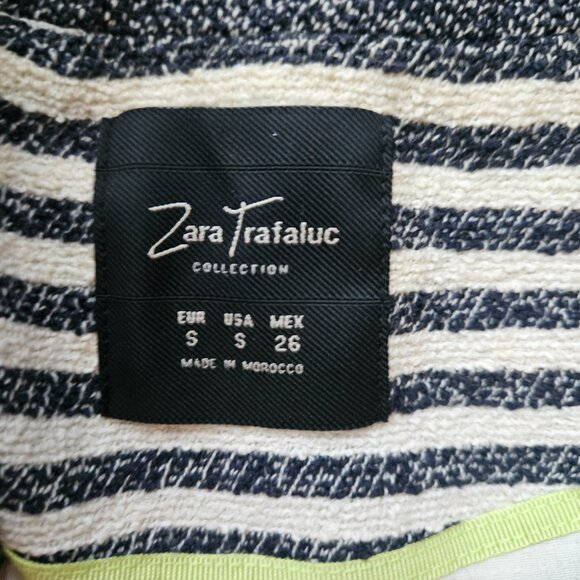 Zara Trafaluc
COLLECTION
EUR USA MEX
S S 26
MADE IN MOROCCO